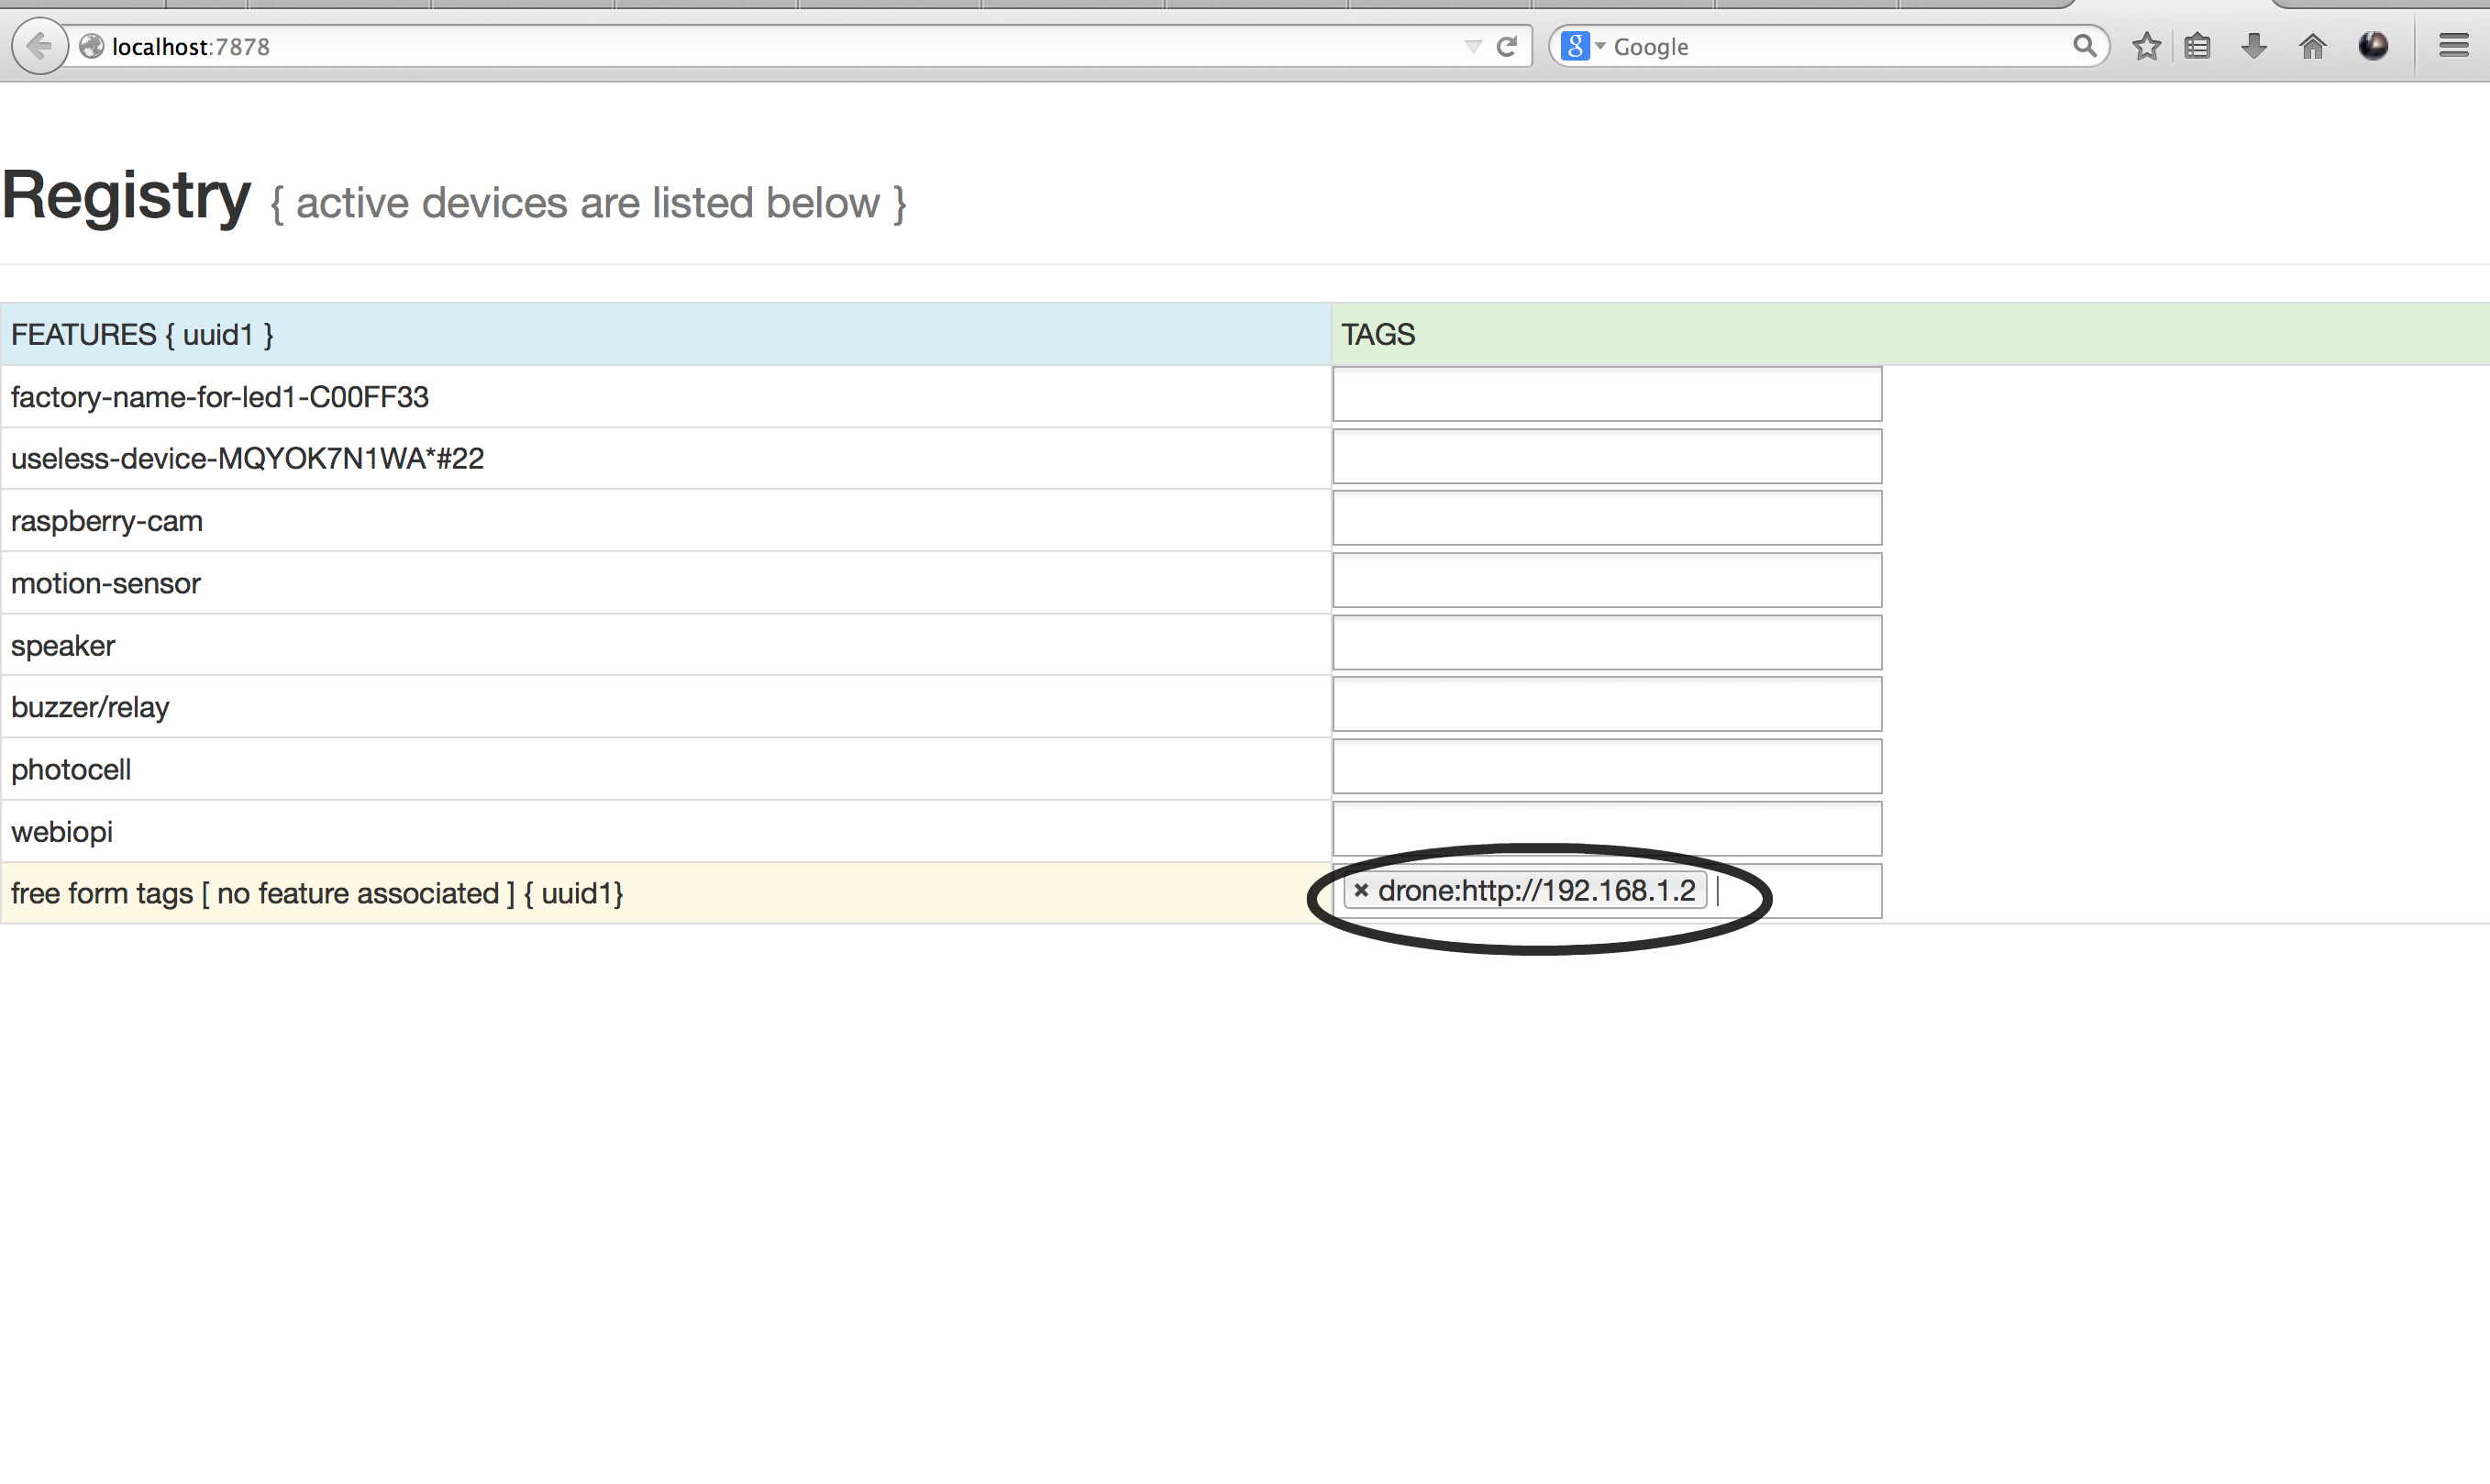 localhost:7878
Google
Registry { active devices are listed below }
FEATURES { uuid1 }
TAGS
factory-name-for-led1-C00FF33
useless-device-MQYOK7N1WA*#22
raspberry-cam
motion-sensor
speaker
buzzer/relay
photocell
webiopi
free form tags [ no feature associated ] { uuid1}
drone:http://192.168.1.2